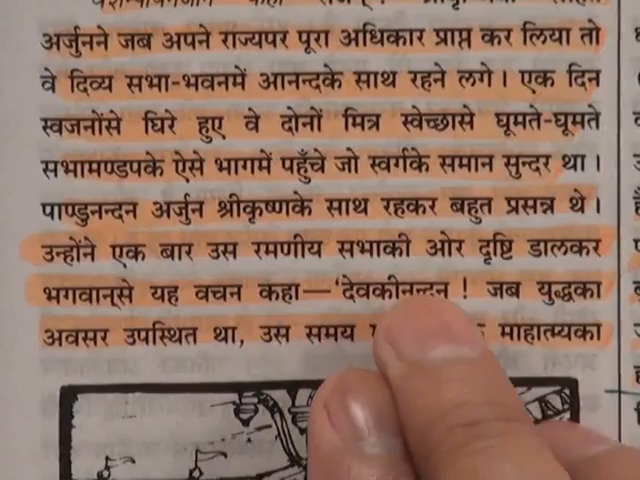 अर्जुनने जब अपने राज्यपर पूरा अधिकार प्राप्त कर लिया तो
वे दिव्य सभा-भवनमें आनन्दके साथ रहने लगे। एक दिन
स्वजनोंसे घिरे हुए वे दोनों मित्र स्वेच्छासे घूमते-घूमते
सभामण्डपके ऐसे भागमें पहुँचे जो स्वर्गके समान सुन्दर था।
पाण्डुनन्दन अर्जुन श्रीकृष्णके साथ रहकर बहुत प्रसन्न थे।
उन्होंने एक बार उस रमणीय सभाकी ओर दृष्टि डालकर
भगवान्‌से यह वचन कहा—'देवकीनन्दन ! जब युद्धका
अवसर उपस्थित था, उस समय माहात्म्यका